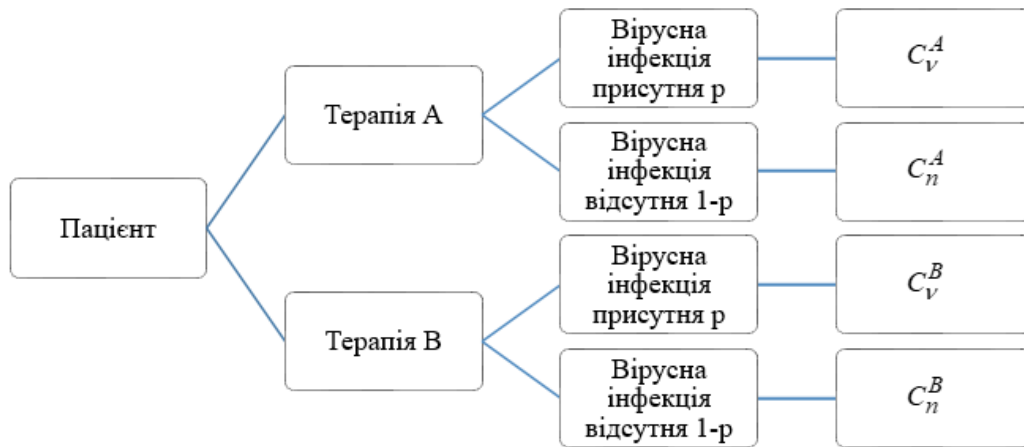 Пацієнт
Терапія А
Вірусна
інфекція
присутня р
$C_v^A$
Вірусна
інфекція
відсутня 1-р
$C_n^A$
Терапія В
Вірусна
інфекція
присутня р
$C_v^B$
Вірусна
інфекція
відсутня 1-р
$C_n^B$